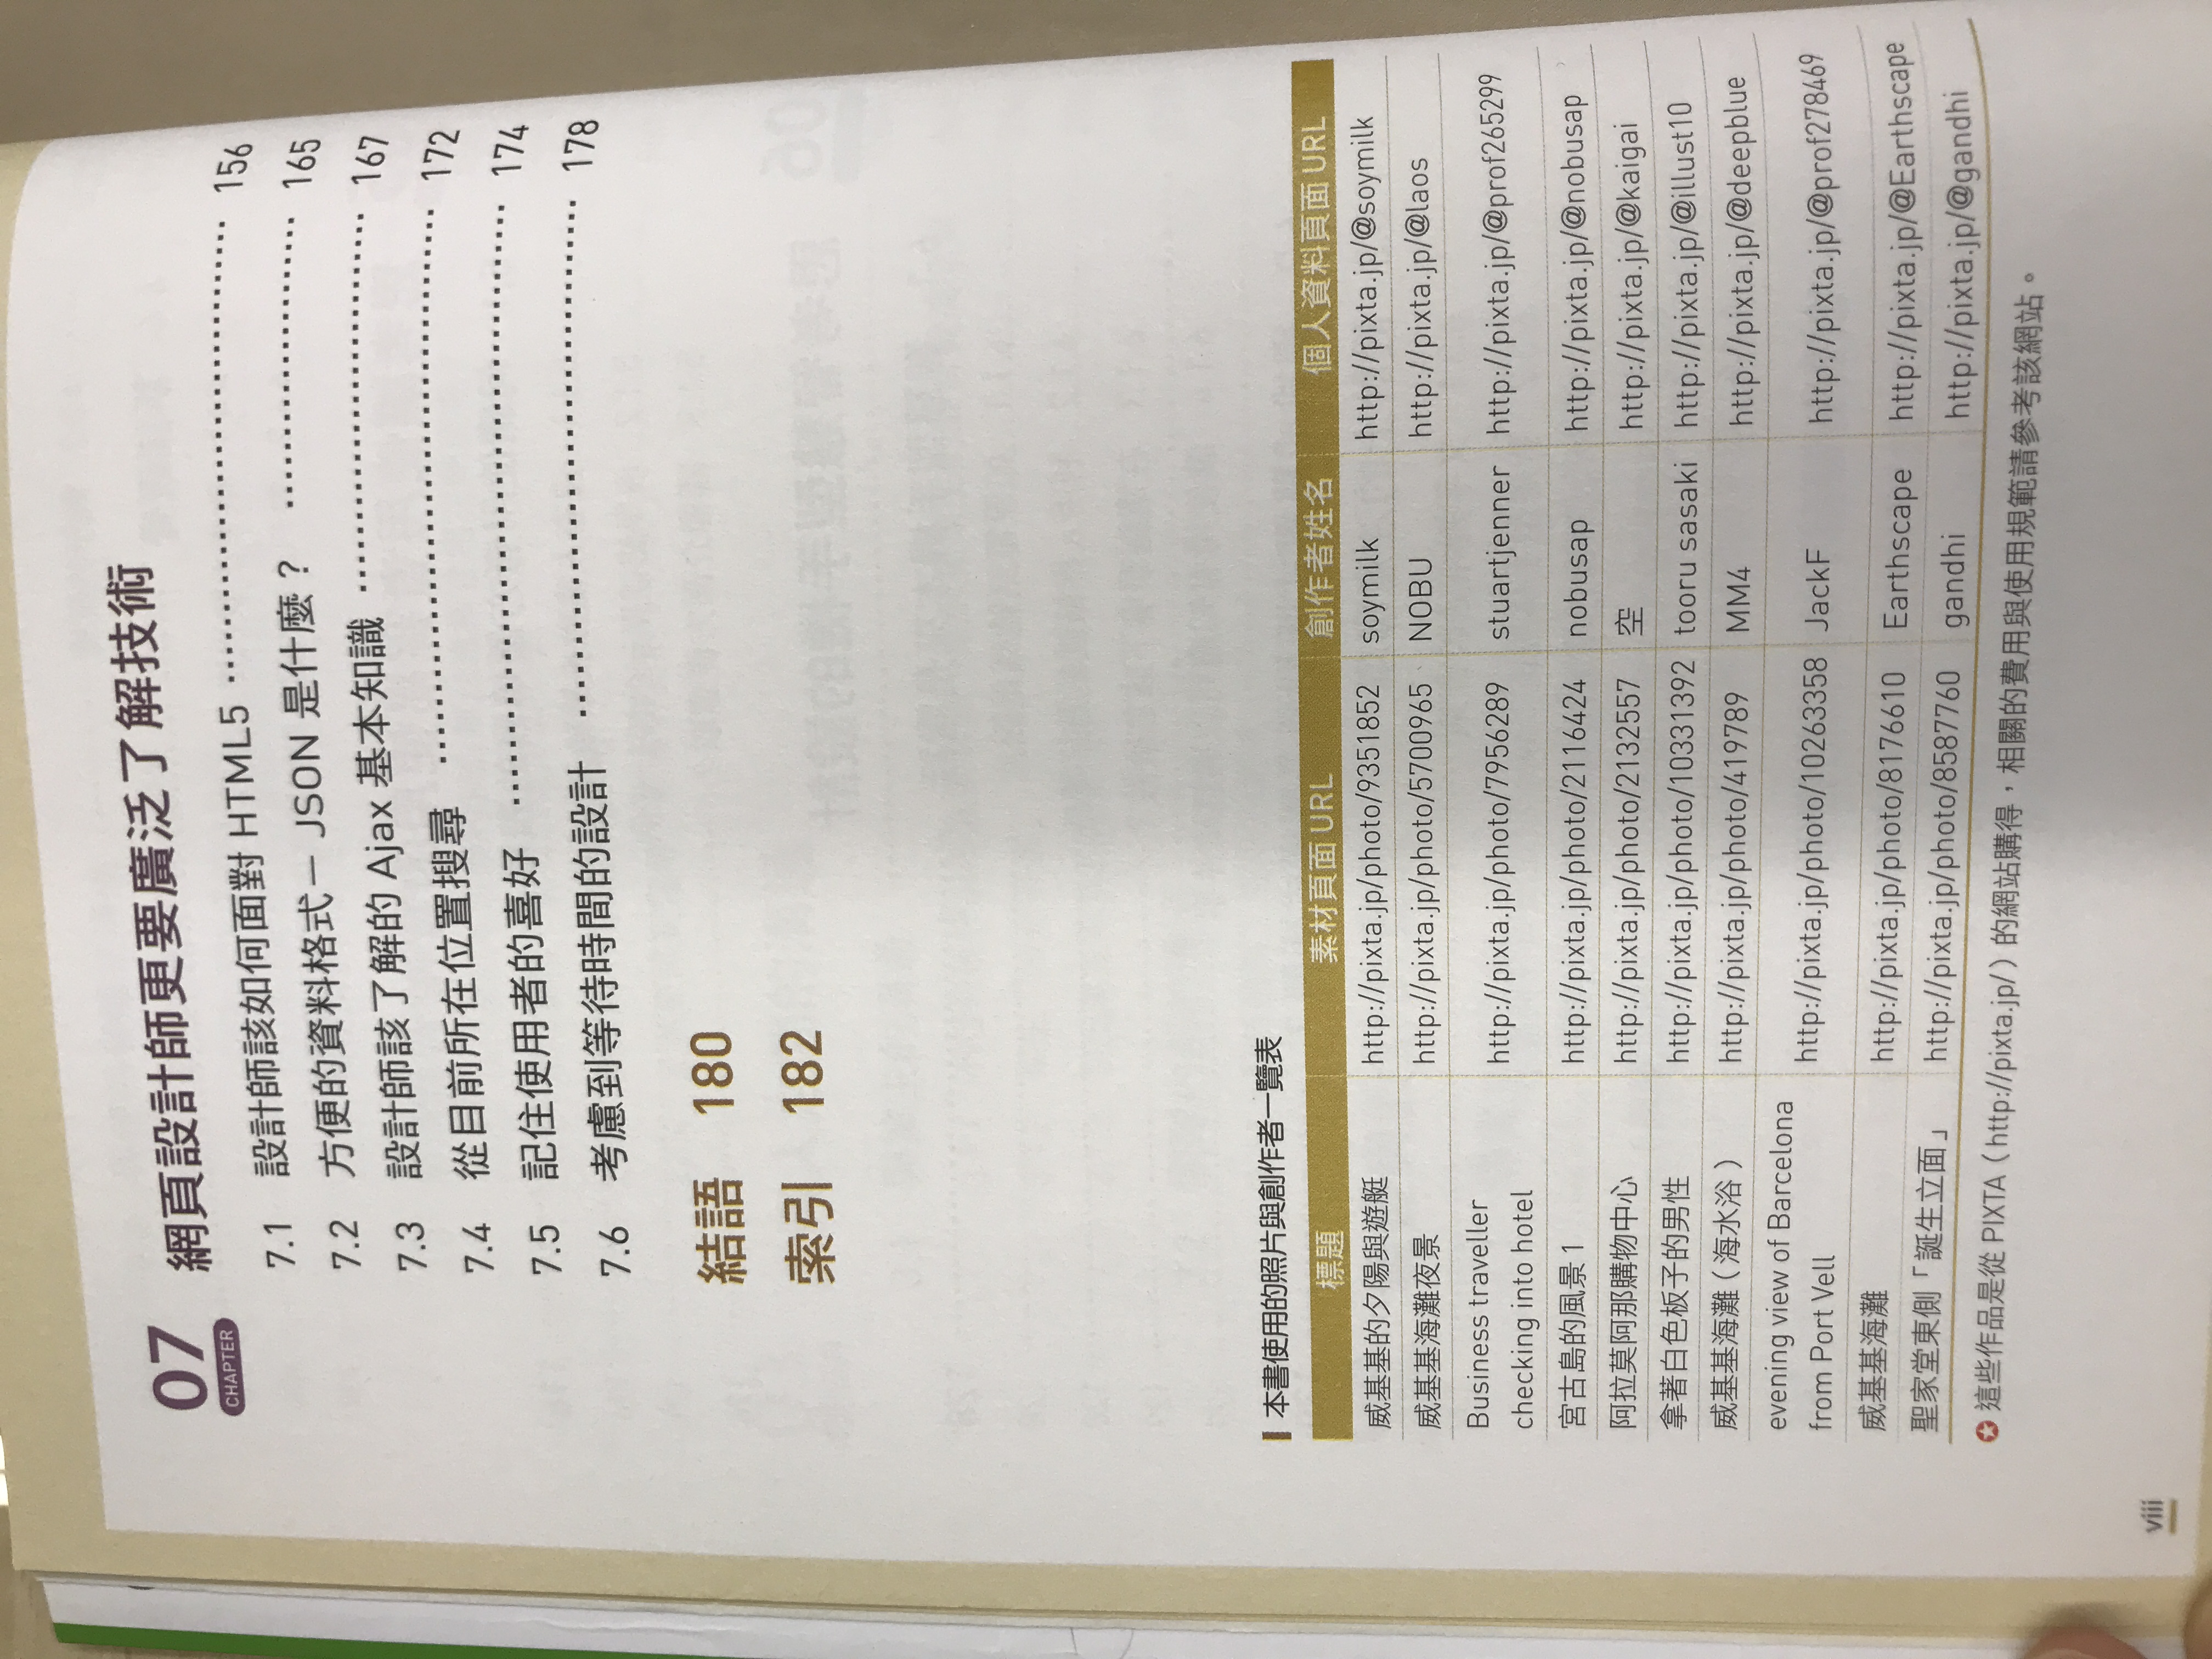 07 網頁設計師更要廣泛了解技術
CHAPTER
7.1 設計師該如何面對 HTML5 ........ 156
7.2 方便的資料格式— JSON 是什麼？ ........ 165
7.3 設計師該了解的 Ajax 基本知識 ........ 167
7.4 從目前所在位置搜尋 ........ 172
7.5 記住使用者的喜好 ........ 174
7.6 考慮到等待時間的設計 ........ 178
結語 180
索引 182
本書使用的照片與創作者一覽表
標題 素材頁面 URL 創作者姓名 個人資料頁面 URL
威基基的夕陽與遊艇 http://pixta.jp/photo/9351852 soymilk http://pixta.jp/@soymilk
威基基海灘夜景 http://pixta.jp/photo/5700965 NOBU http://pixta.jp/@laos
Business traveller
checking into hotel http://pixta.jp/photo/7956289 stuartjenner http://pixta.jp/@prof265299
宮古島的風景 1 http://pixta.jp/photo/2116424 nobusap http://pixta.jp/@nobusap
阿拉莫阿那購物中心 http://pixta.jp/photo/2132557 空 http://pixta.jp/@kaigai
拿著白色板子的男性 http://pixta.jp/photo/10331392 tooru sasaki http://pixta.jp/@illust10
威基基海灘（海水浴） http://pixta.jp/photo/419789 MM4 http://pixta.jp/@deepblue
evening view of Barcelona
from Port Vell http://pixta.jp/photo/10263358 JackF http://pixta.jp/@prof278469
威基基海灘 http://pixta.jp/photo/8176610 Earthscape http://pixta.jp/@Earthscape
聖家堂東側「誕生立面」 http://pixta.jp/photo/8587760 gandhi http://pixta.jp/@gandhi
✪ 這些作品是從 PIXTA（http://pixta.jp/）的網站購得，相關的費用與使用規範請參考該網站。
viii